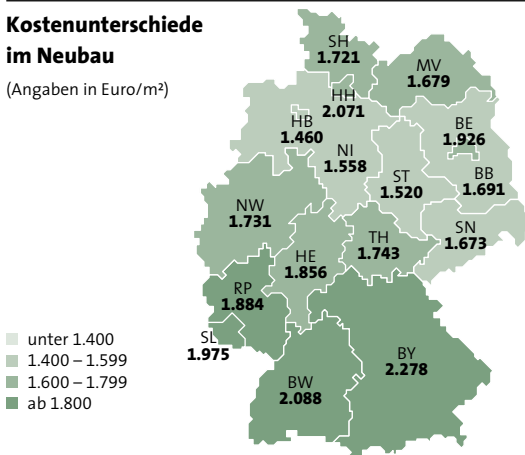 Kostenunterschiede
im Neubau
(Angaben in Euro/m²)
SH
1.721
MV
1.679
HH
2.071
HB
1.460
BE
1.926
NI
1.558
ST
1.520
BB
1.691
NW
1.731
SN
1.673
TH
1.743
HE
1.856
RP
1.884
SL
1.975
BY
2.278
BW
2.088
unter 1.400
1.400 – 1.599
1.600 – 1.799
ab 1.800